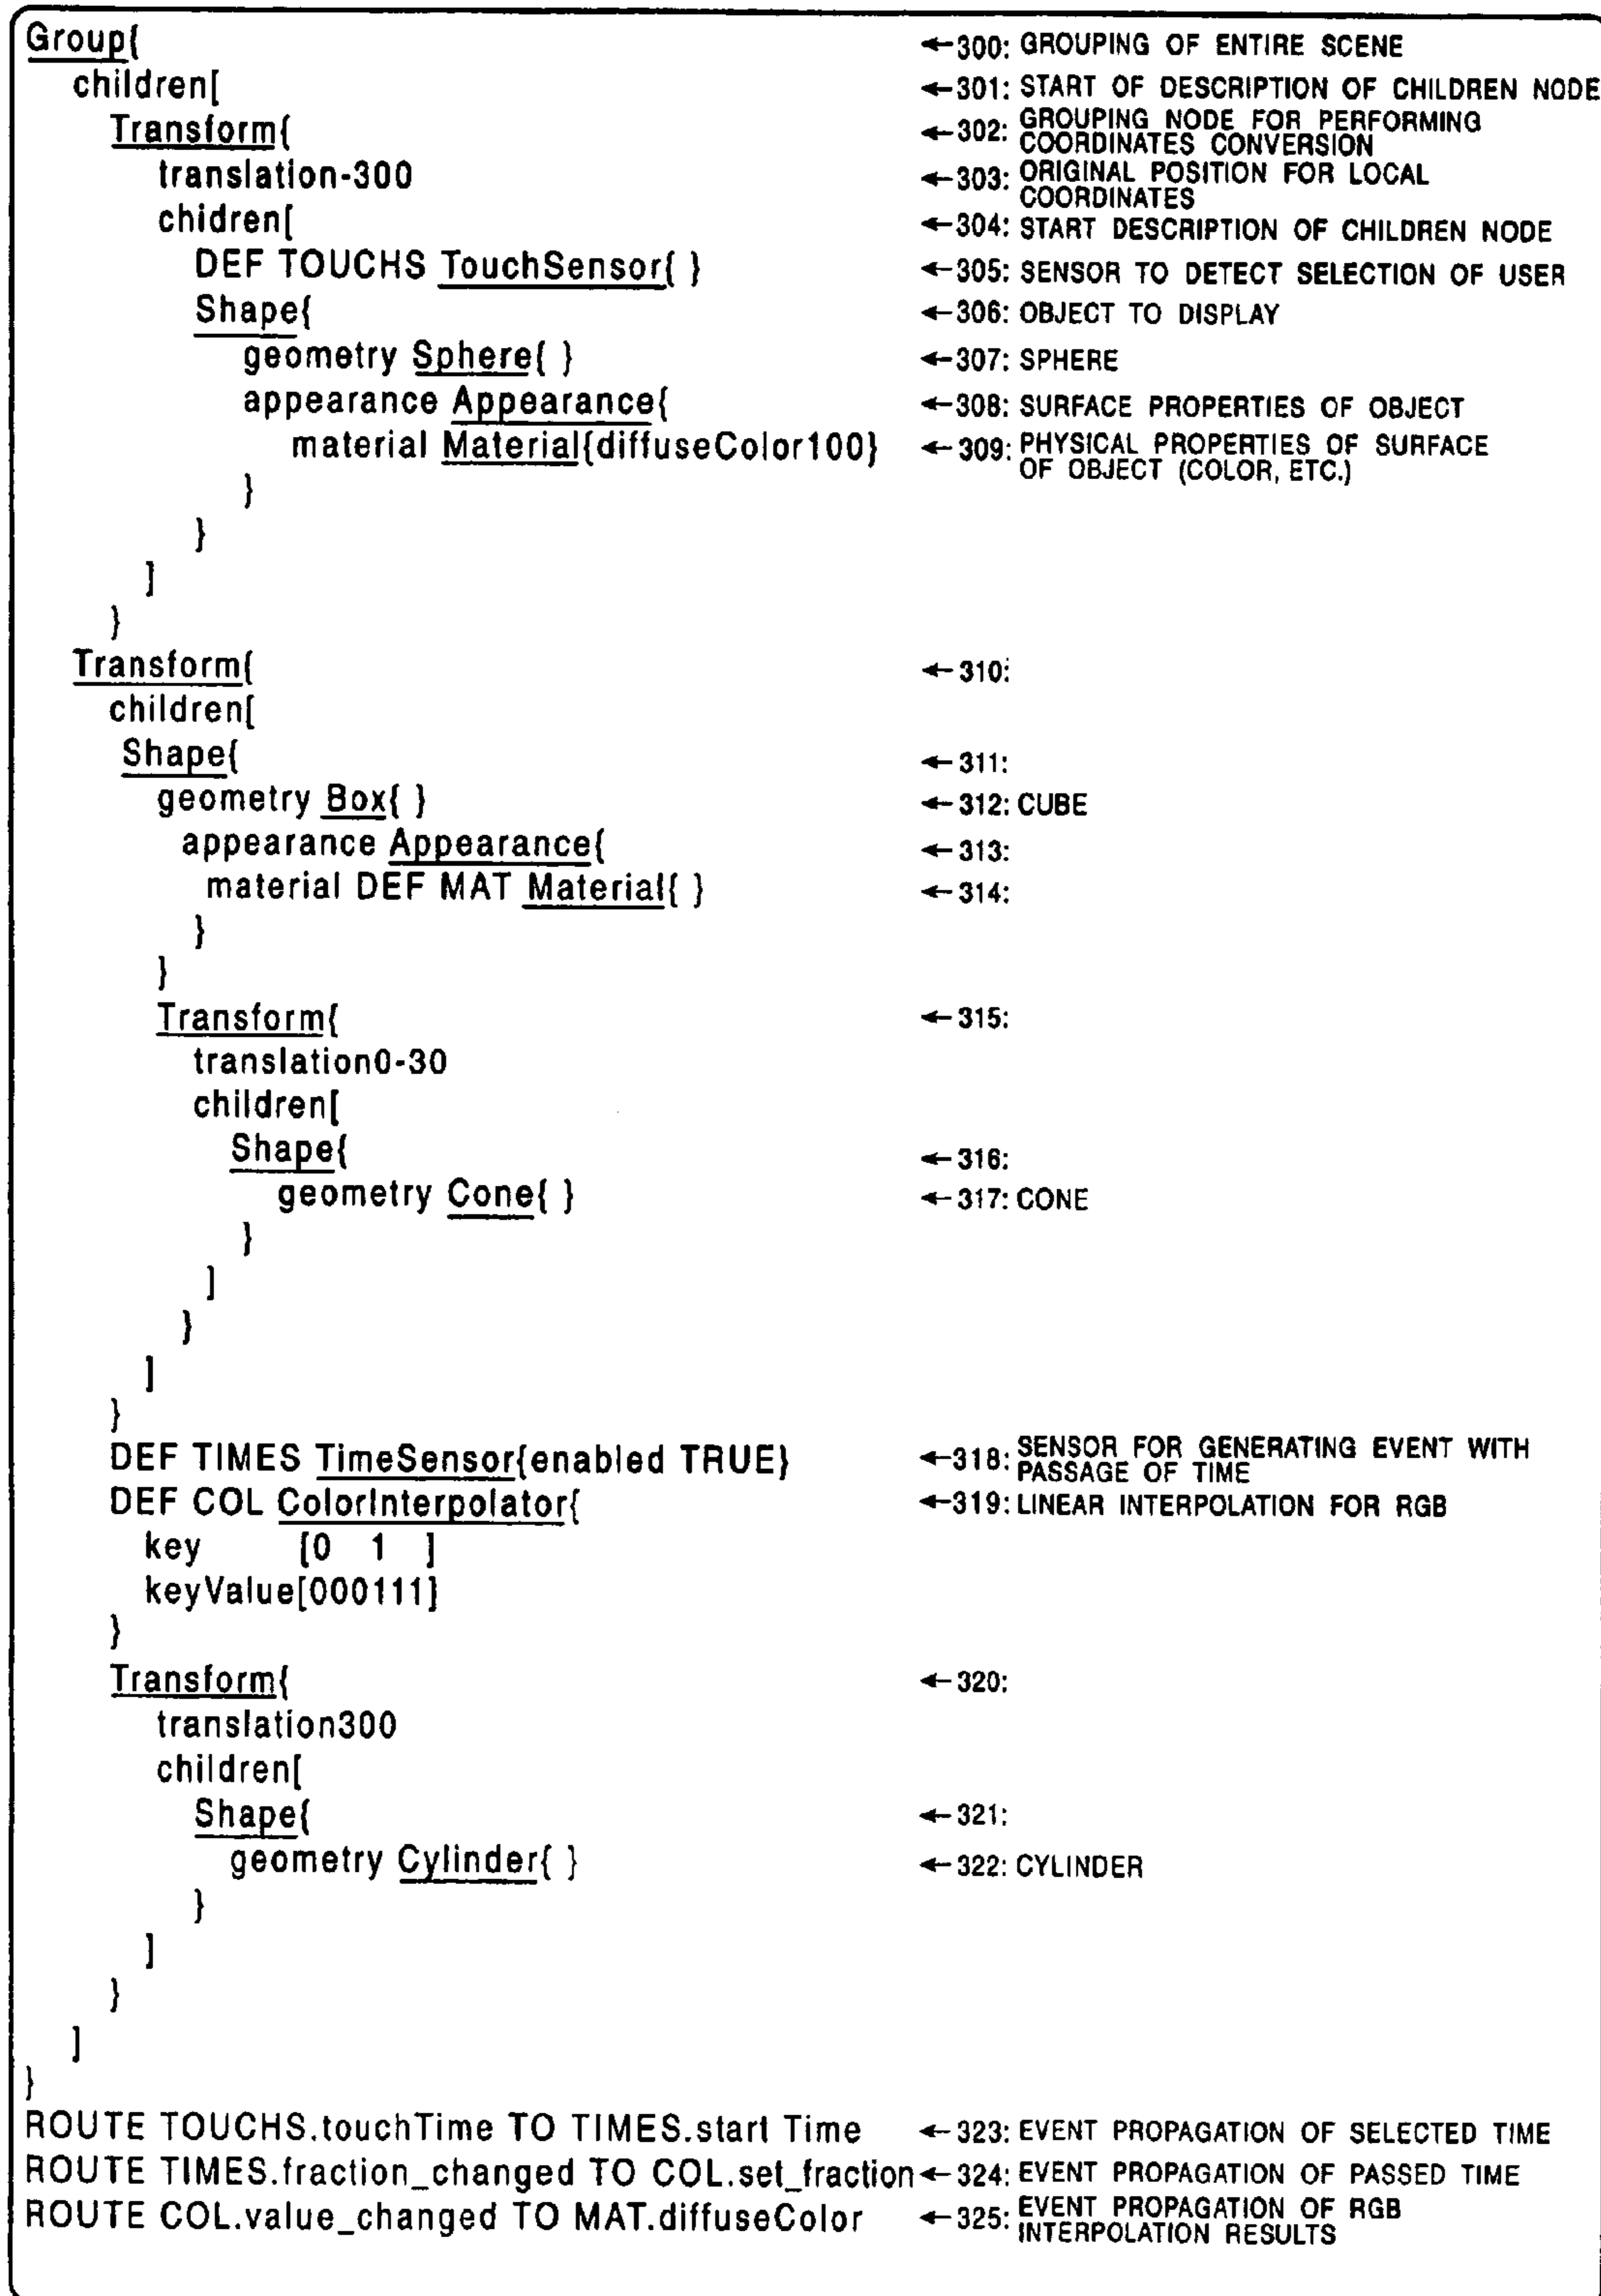 Group{ ←300: GROUPING OF ENTIRE SCENE
children[ ←301: START OF DESCRIPTION OF CHILDREN NODE
Transform{ ←302: GROUPING NODE FOR PERFORMING
COORDINATES CONVERSION
translation-300 ←303: ORIGINAL POSITION FOR LOCAL
COORDINATES
chidren[ ←304: START DESCRIPTION OF CHILDREN NODE
DEF TOUCHS TouchSensor{ } ←305: SENSOR TO DETECT SELECTION OF USER
Shape{ ←306: OBJECT TO DISPLAY
geometry Sphere{ } ←307: SPHERE
appearance Appearance{ ←308: SURFACE PROPERTIES OF OBJECT
material Material{diffuseColor100} ←309: PHYSICAL PROPERTIES OF SURFACE
OF OBJECT (COLOR, ETC.)
}
}
]
}
Transform{ ←310:
children[
Shape{ ←311:
geometry Box{ } ←312: CUBE
appearance Appearance{ ←313:
material DEF MAT Material{ } ←314:
}
}
Transform{ ←315:
translation0-30
children[
Shape{ ←316:
geometry Cone{ } ←317: CONE
}
]
}
]
}
DEF TIMES TimeSensor{enabled TRUE} ←318: SENSOR FOR GENERATING EVENT WITH
PASSAGE OF TIME
DEF COL ColorInterpolator{ ←319: LINEAR INTERPOLATION FOR RGB
key [0 1 ]
keyValue[000111]
}
Transform{ ←320:
translation300
children[
Shape{ ←321:
geometry Cylinder{ } ←322: CYLINDER
}
]
}
]
}
ROUTE TOUCHS.touchTime TO TIMES.start Time ←323: EVENT PROPAGATION OF SELECTED TIME
ROUTE TIMES.fraction_changed TO COL.set_fraction ←324: EVENT PROPAGATION OF PASSED TIME
ROUTE COL.value_changed TO MAT.diffuseColor ←325: EVENT PROPAGATION OF RGB
INTERPOLATION RESULTS